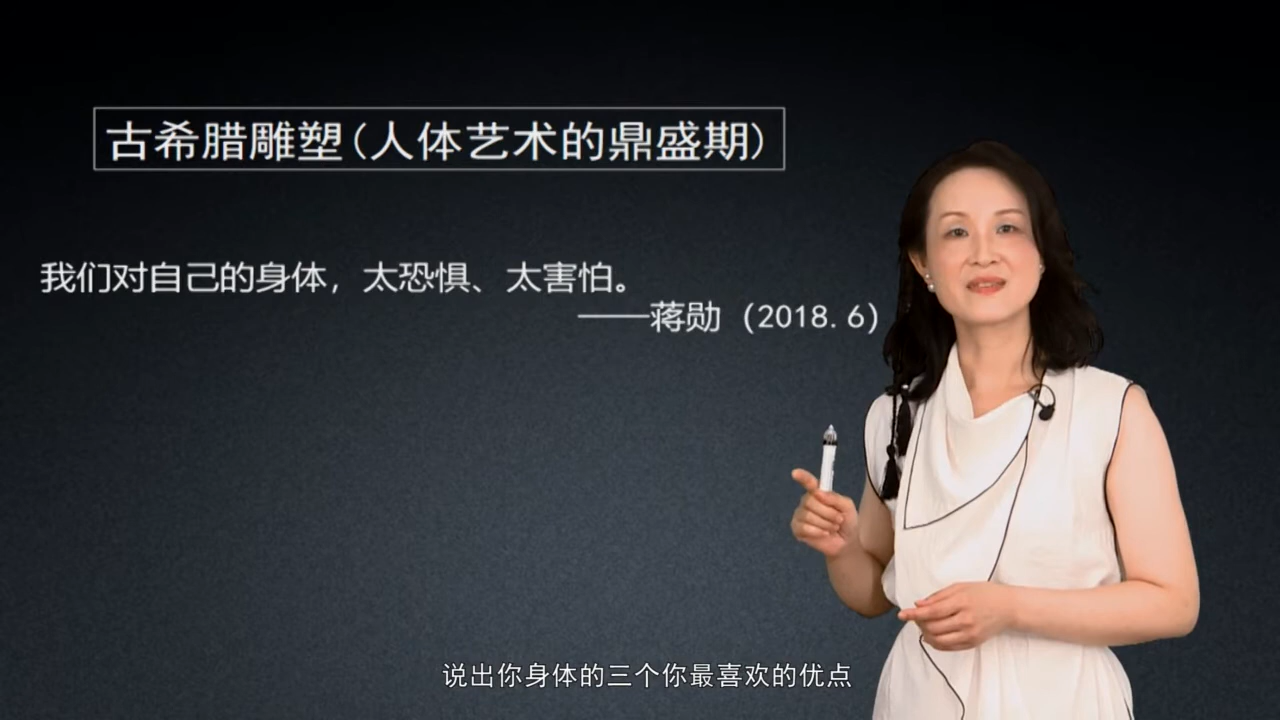 古希腊雕塑(人体艺术的鼎盛期)
我们对自己的身体，太恐惧、太害怕。
——蒋勋（2018.6）
说出你身体的三个你最喜欢的优点